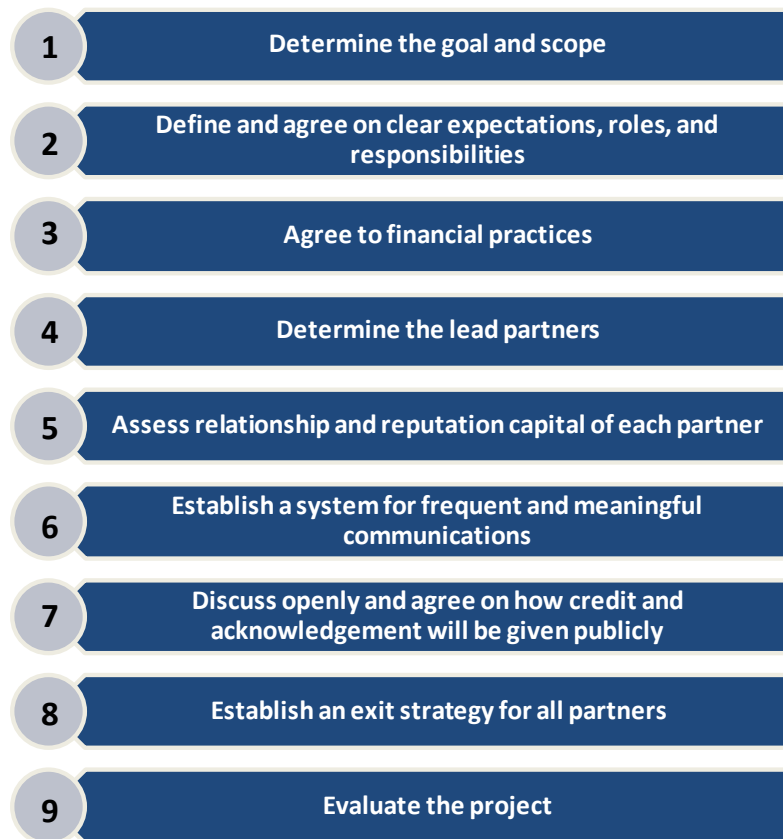 1
Determine the goal and scope
2
Define and agree on clear expectations, roles, and
responsibilities
3
Agree to financial practices
4
Determine the lead partners
5
Assess relationship and reputation capital of each partner
6
Establish a system for frequent and meaningful
communications
7
Discuss openly and agree on how credit and
acknowledgement will be given publicly
8
Establish an exit strategy for all partners
9
Evaluate the project